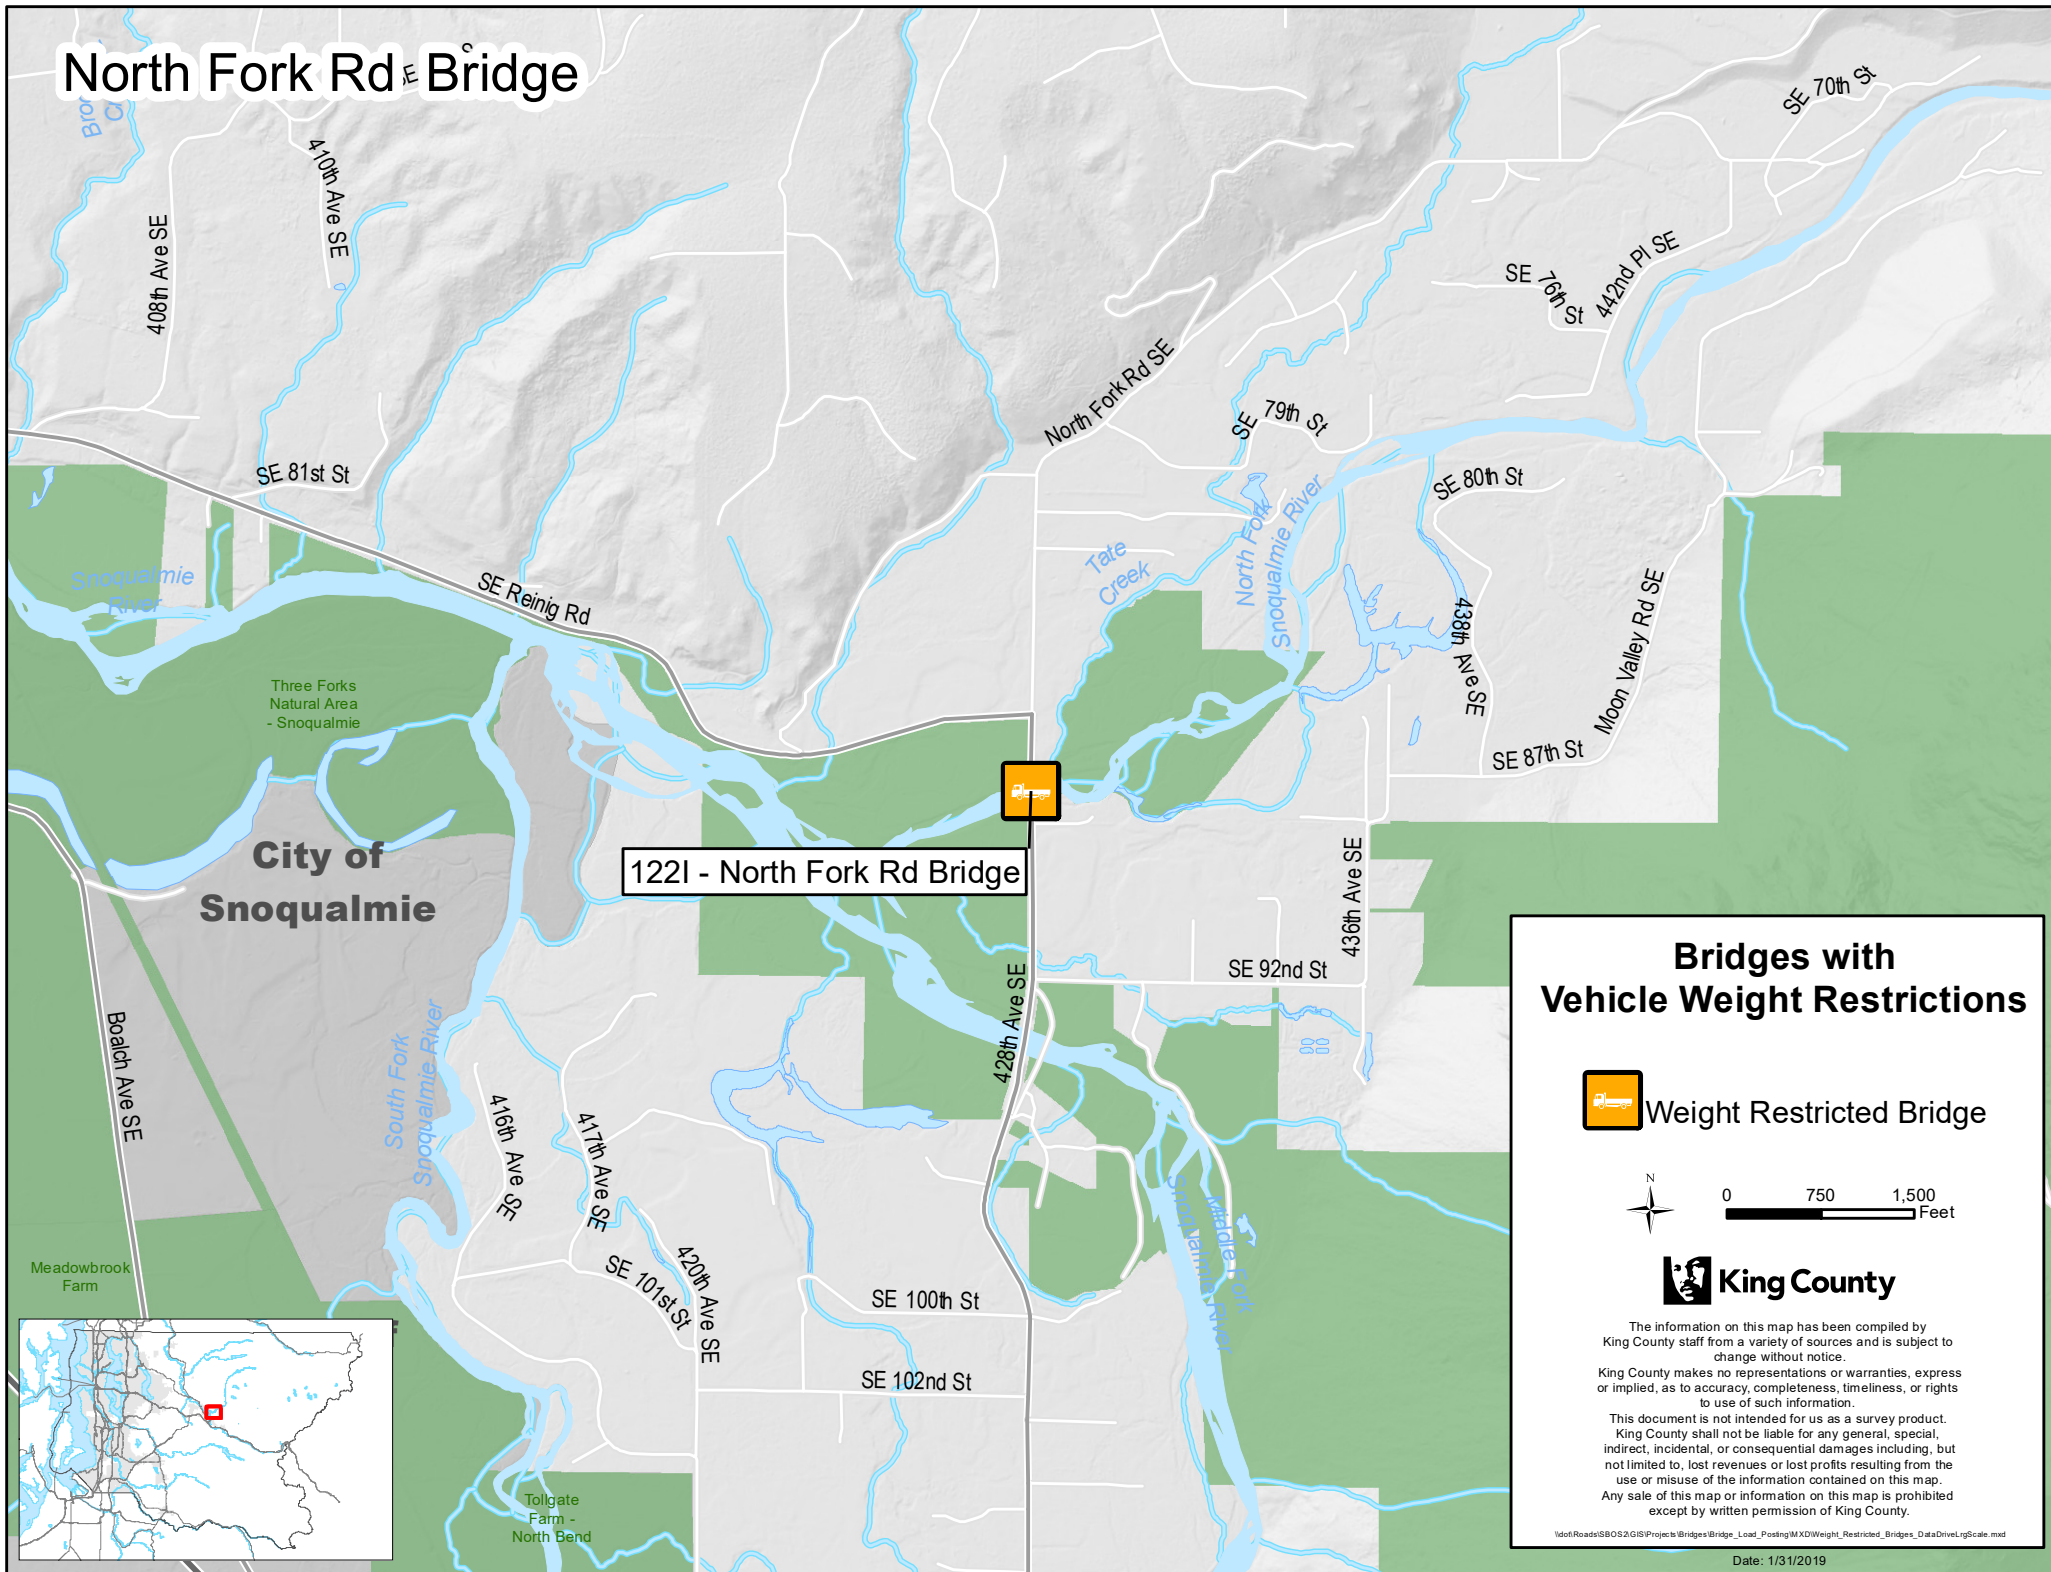 North Fork Rd Bridge
SE 70th St
410th Ave SE
408th Ave SE
SE 76th St
442nd Pl SE
North Fork Rd SE
SE 79th St
SE 81st St
SE 80th St
Snoqualmie
River
SE Reinig Rd
Tate
Creek
North Fork
Snoqualmie River
438th Ave SE
Moon Valley Rd SE
Three Forks
Natural Area
- Snoqualmie
SE 87th St
City of
Snoqualmie
122I - North Fork Rd Bridge
436th Ave SE
SE 92nd St
428th Ave SE
Boalch Ave SE
South Fork
Snoqualmie River
416th Ave SE
417th Ave SE
Middle Fork
Snoqualmie River
Meadowbrook
Farm
SE 101st St
420th Ave SE
SE 100th St
SE 102nd St
Tollgate
Farm -
North Bend
Bridges with
Vehicle Weight Restrictions
Weight Restricted Bridge
N
0 750 1,500
Feet
King County
The information on this map has been compiled by
King County staff from a variety of sources and is subject to
change without notice.
King County makes no representations or warranties, express
or implied, as to accuracy, completeness, timeliness, or rights
to use of such information.
This document is not intended for us as a survey product.
King County shall not be liable for any general, special,
indirect, incidental, or consequential damages including, but
not limited to, lost revenues or lost profits resulting from the
use or misuse of the information contained on this map.
Any sale of this map or information on this map is prohibited
except by written permission of King County.
\\dot\Roads\SBOS2\GIS\Projects\Bridges\Bridge_Load_Posting\MXD\Weight_Restricted_Bridges_DataDriveLrgScale.mxd
Date: 1/31/2019